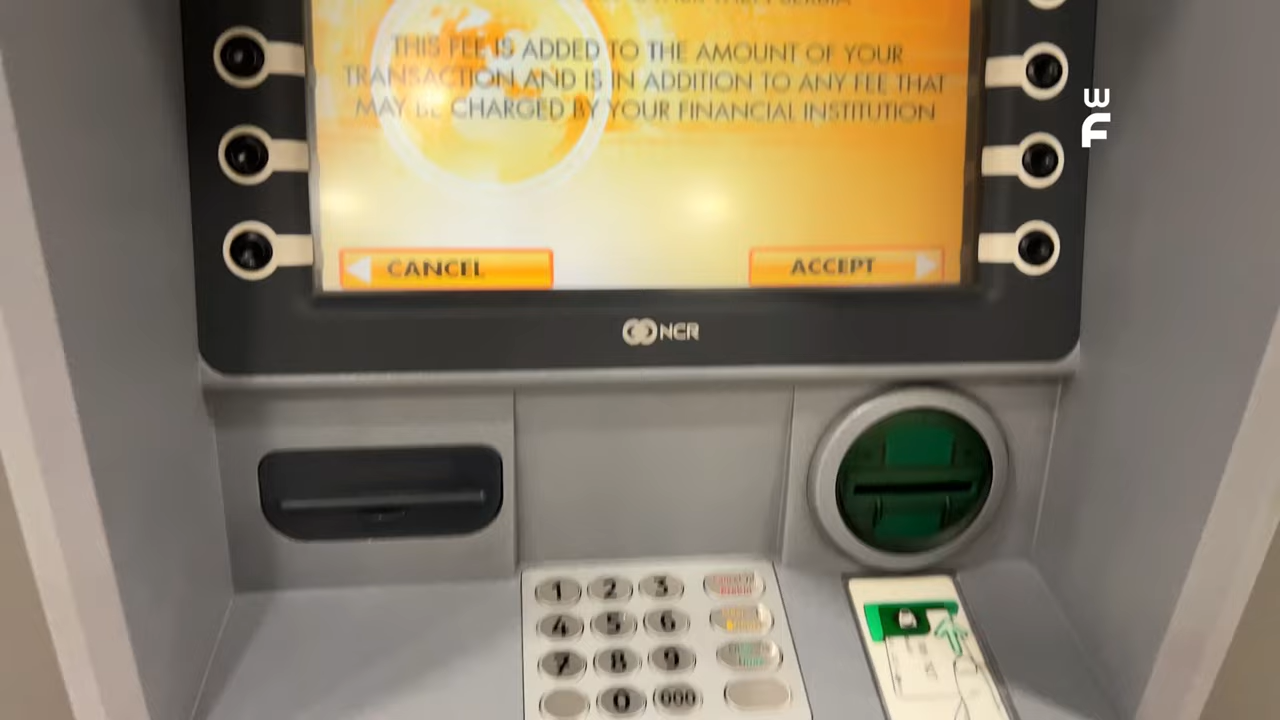 THIS FEE IS ADDED TO THE AMOUNT OF YOUR
TRANSACTION AND IS IN ADDITION TO ANY FEE THAT
MAY BE CHARGED BY YOUR FINANCIAL INSTITUTION
CANCEL
ACCEPT
NCR
1 2 3
4 5 6
7 8 9
0 000